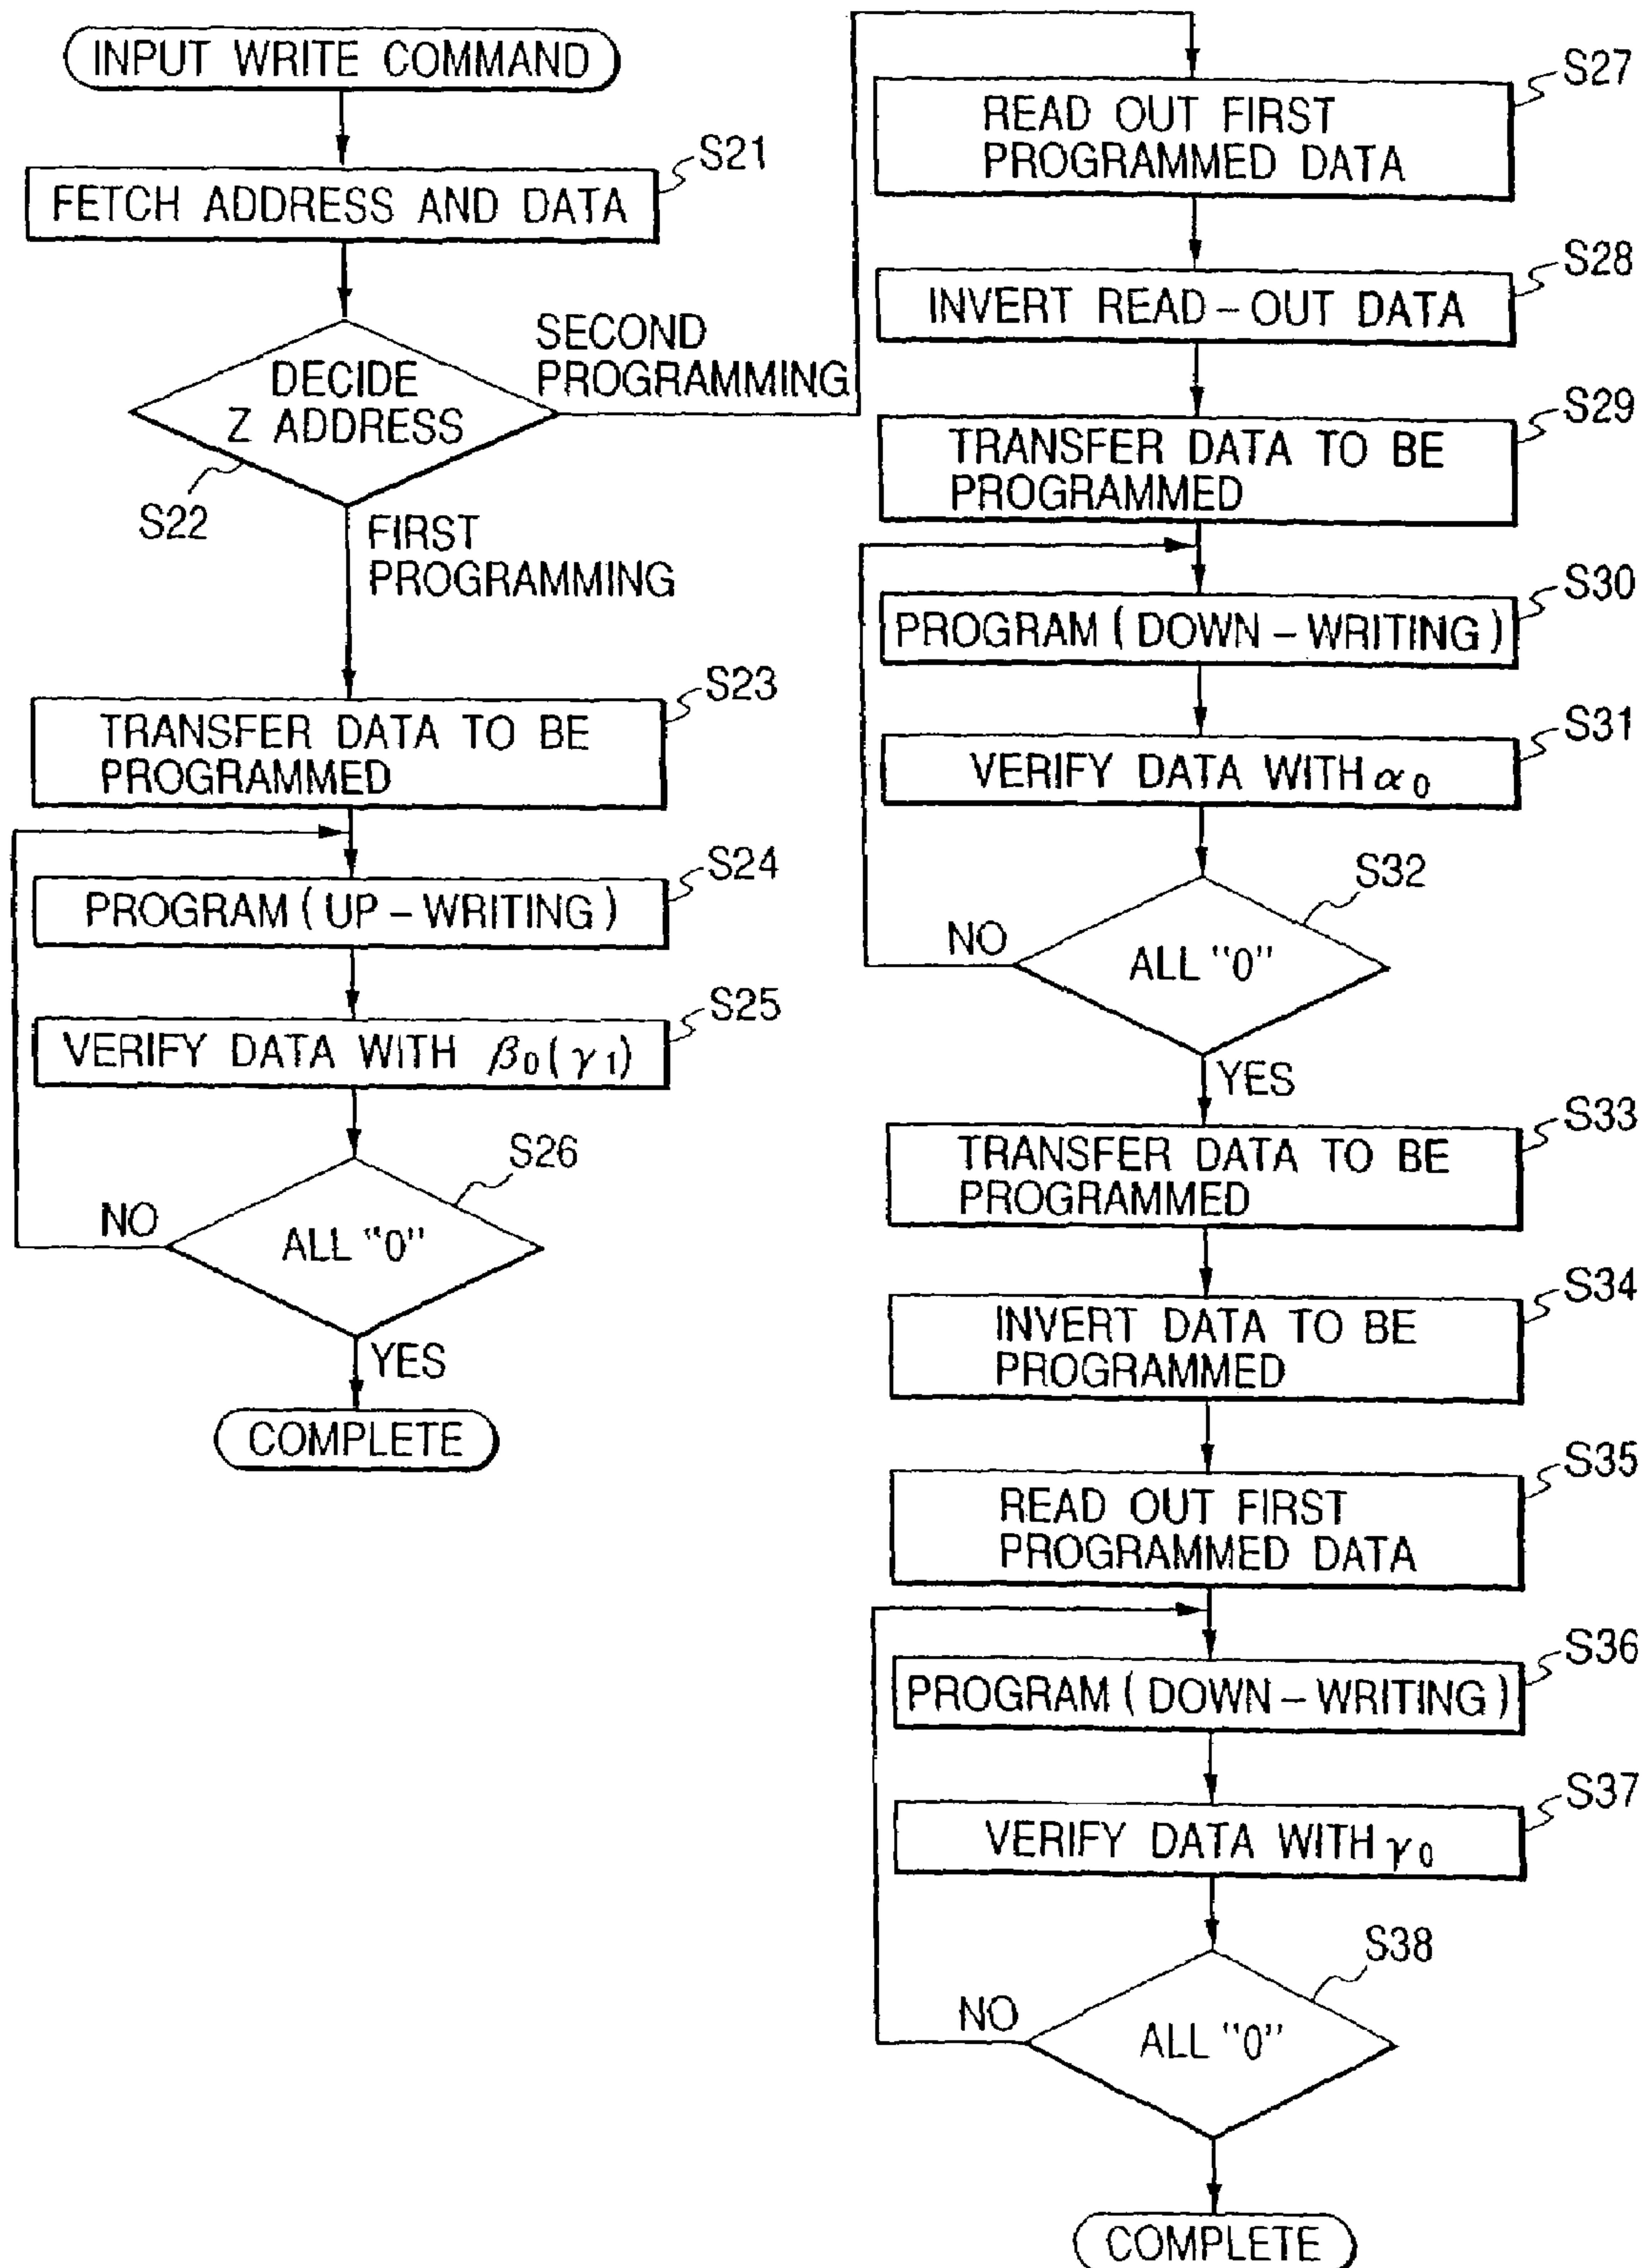 INPUT WRITE COMMAND
S21
FETCH ADDRESS AND DATA
SECOND
PROGRAMMING
DECIDE
Z ADDRESS
S22
FIRST
PROGRAMMING
S23
TRANSFER DATA TO BE
PROGRAMMED
S24
PROGRAM (UP-WRITING)
S25
VERIFY DATA WITH β0(γ1)
S26
ALL "0"
NO
YES
COMPLETE
S27
READ OUT FIRST
PROGRAMMED DATA
S28
INVERT READ-OUT DATA
S29
TRANSFER DATA TO BE
PROGRAMMED
S30
PROGRAM (DOWN-WRITING)
S31
VERIFY DATA WITH α0
S32
NO
ALL "0"
YES
S33
TRANSFER DATA TO BE
PROGRAMMED
S34
INVERT DATA TO BE
PROGRAMMED
S35
READ OUT FIRST
PROGRAMMED DATA
S36
PROGRAM (DOWN-WRITING)
S37
VERIFY DATA WITH γ0
S38
NO
ALL "0"
COMPLETE